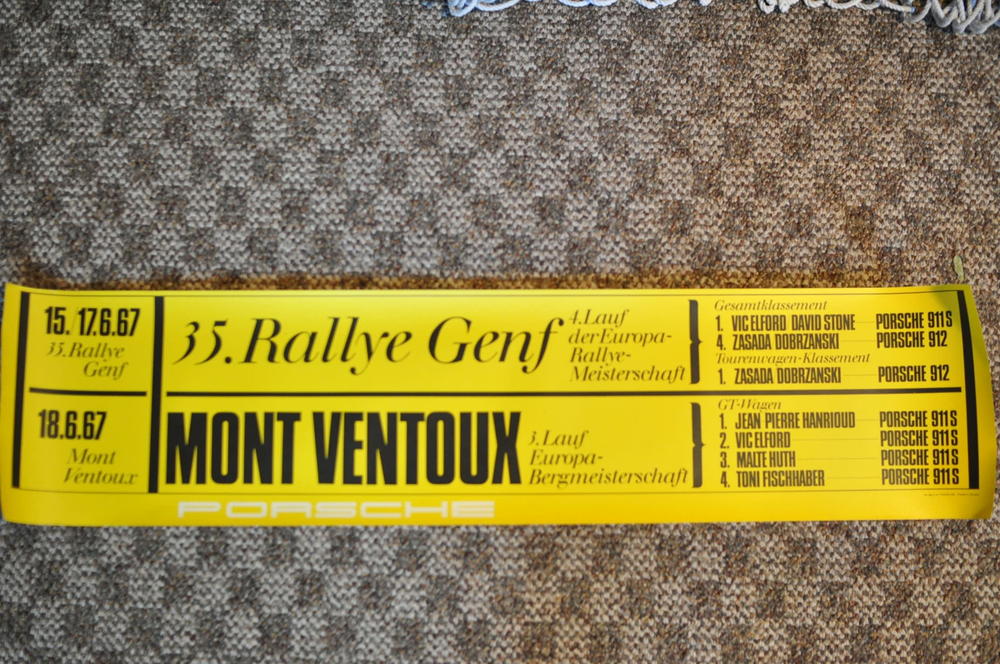 15./17.6.67
35.Rallye
Genf
35.Rallye Genf
4.Lauf
der Europa-
Rallye-
Meisterschaft
Gesamtklassement
1. VIC ELFORD DAVID STONE PORSCHE 911 S
4. ZASADA DOBRZANSKI PORSCHE 912
Tourenwagen-Klassement
1. ZASADA DOBRZANSKI PORSCHE 912
18.6.67
Mont
Ventoux
MONT VENTOUX
3.Lauf
Europa-
Bergmeisterschaft
GT-Wagen
1. JEAN PIERRE HANRIOUD PORSCHE 911 S
2. VIC ELFORD PORSCHE 911 S
3. MALTE HUTH PORSCHE 911 S
4. TONI FISCHHABER PORSCHE 911 S
PORSCHE